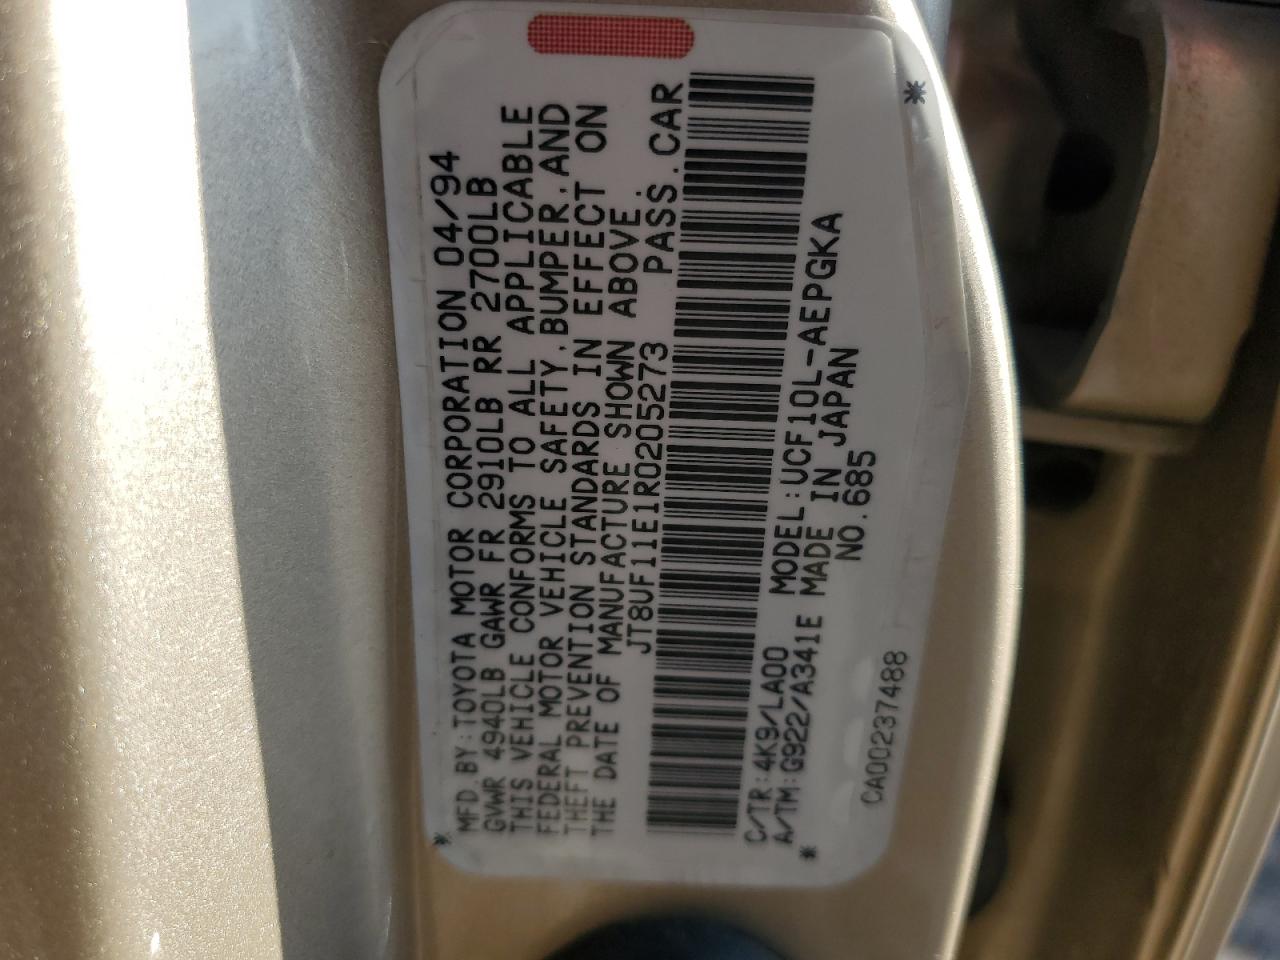 MFD.BY:TOYOTA MOTOR CORPORATION 04/94
GVWR 4940LB GAWR FR 2910LB RR 2700LB
THIS VEHICLE CONFORMS TO ALL APPLICABLE
FEDERAL MOTOR VEHICLE SAFETY,BUMPER,AND
THEFT PREVENTION STANDARDS IN EFFECT ON
THE DATE OF MANUFACTURE SHOWN ABOVE.
JT8UF11E1R0205273 PASS.CAR
C/TR:4K9/LA00 MODEL:UCF10L-AEPGKA
A/TM:G922/A341E MADE IN JAPAN
NO.685
CA00237488